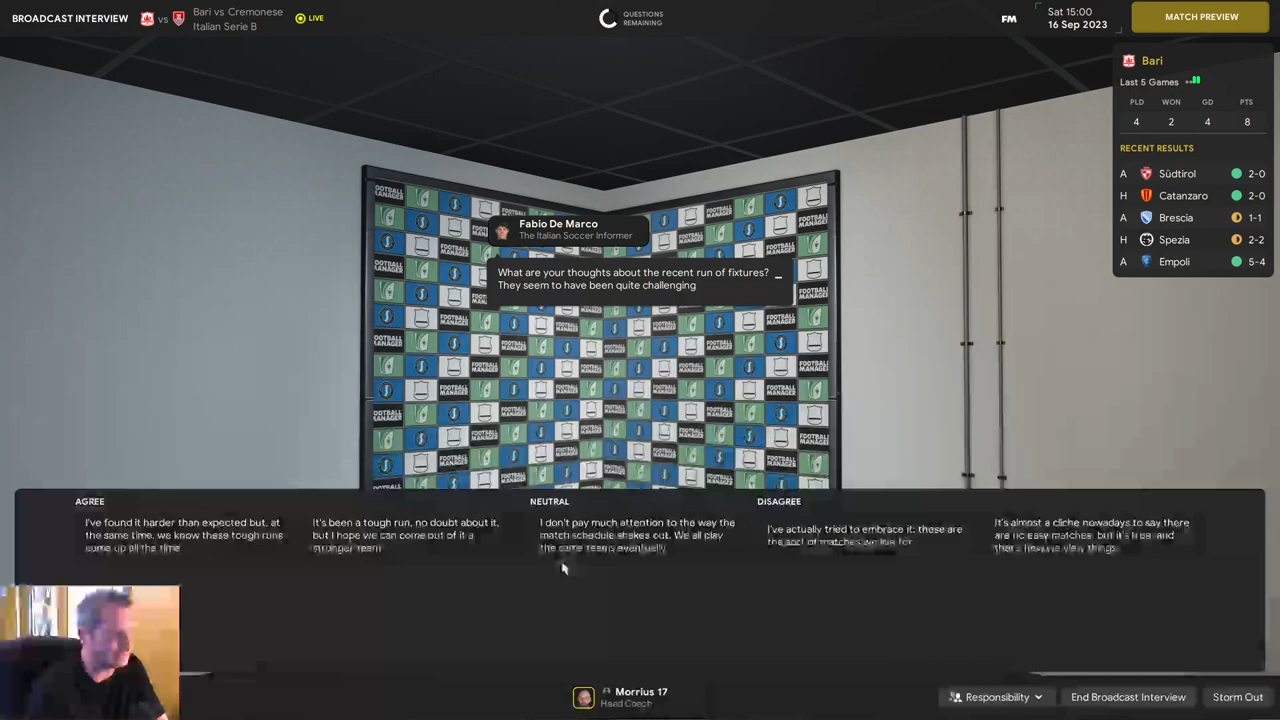 BROADCAST INTERVIEW
vs
Bari vs Cremonese
Italian Serie B
LIVE
QUESTIONS
REMAINING
FM
Sat 15:00
16 Sep 2023
MATCH PREVIEW
Bari
Last 5 Games
PLD WON GD PTS
4 2 4 8
RECENT RESULTS
A Südtirol 2-0
H Catanzaro 2-0
A Brescia 1-1
H Spezia 2-2
A Empoli 5-4
FOOTBALL MANAGER
Fabio De Marco
The Italian Soccer Informer
What are your thoughts about the recent run of fixtures?
They seem to have been quite challenging
AGREE
I've found it harder than expected but, at
the same time, we know these tough runs
come up all the time
It's been a tough run, no doubt about it,
but I hope we can come out of it a
stronger team
NEUTRAL
I don't pay much attention to the way the
match schedule shakes out. We all play
the same teams eventually
DISAGREE
I've actually tried to embrace it; these are
the sort of matches we live for
It's almost a cliche nowadays to say there
are no easy matches, but it's true and
things
Morrius 17
Head Coach
Responsibility
End Broadcast Interview
Storm Out